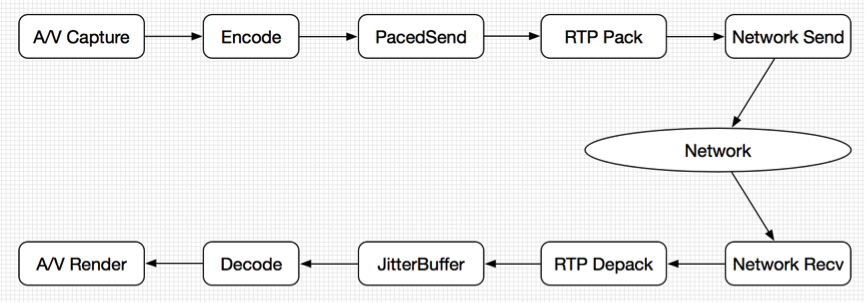 A/V Capture
Encode
PacedSend
RTP Pack
Network Send
Network
A/V Render
Decode
JitterBuffer
RTP Depack
Network Recv